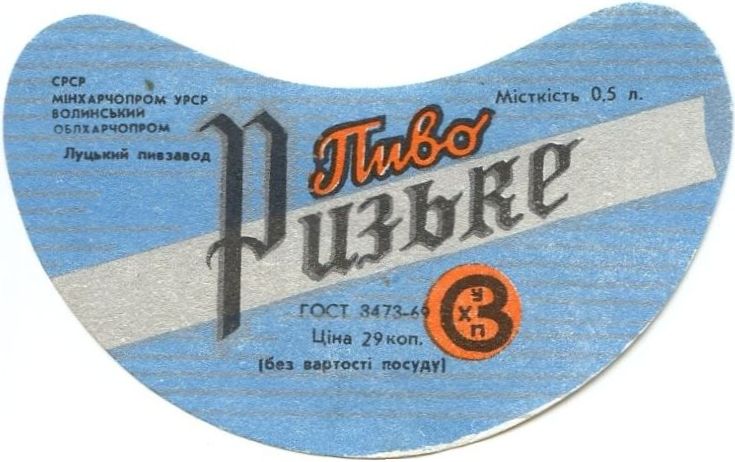 СРСР
МІНХАРЧОПРОМ УРСР
ВОЛИНСЬКИЙ
ОБЛХАРЧОПРОМ
Луцький пивзавод
Місткість 0,5 л.
Пиво
Ризьке
ГОСТ 3473-69
Ціна 29 коп.
(без вартості посуду)
У
Х
П